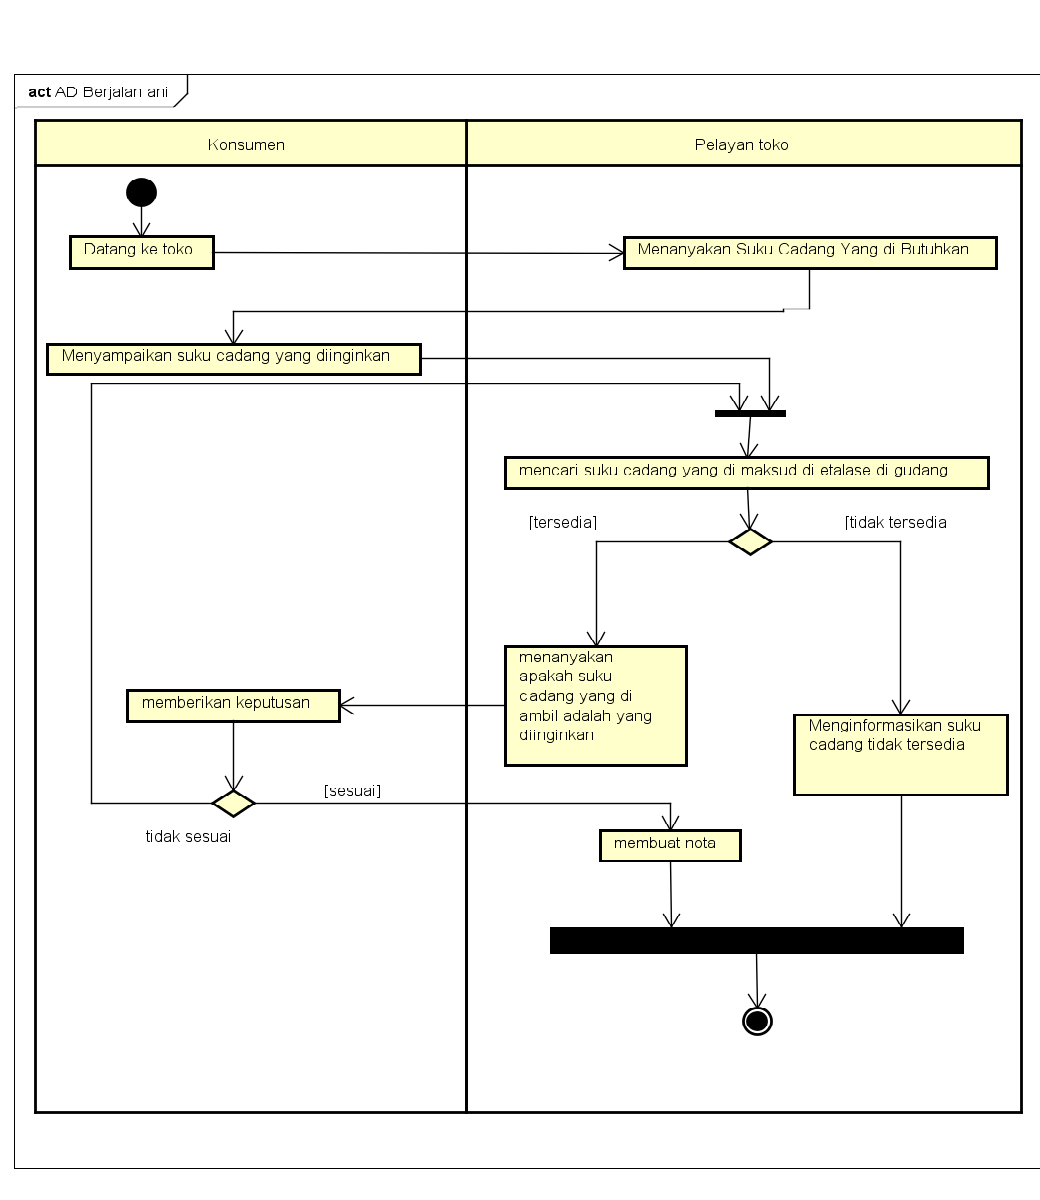 act AD Berjalan ani
Konsumen
Pelayan toko
Datang ke toko
Menanyakan Suku Cadang Yang di Butuhkan
Menyampaikan suku cadang yang diinginkan
mencari suku cadang yang di maksud di etalase di gudang
[tersedia]
[tidak tersedia
menanyakan
apakah suku
cadang yang di
ambil adalah yang
diinginkan
memberikan keputusan
Menginformasikan suku
cadang tidak tersedia
[sesuai]
tidak sesuai
membuat nota